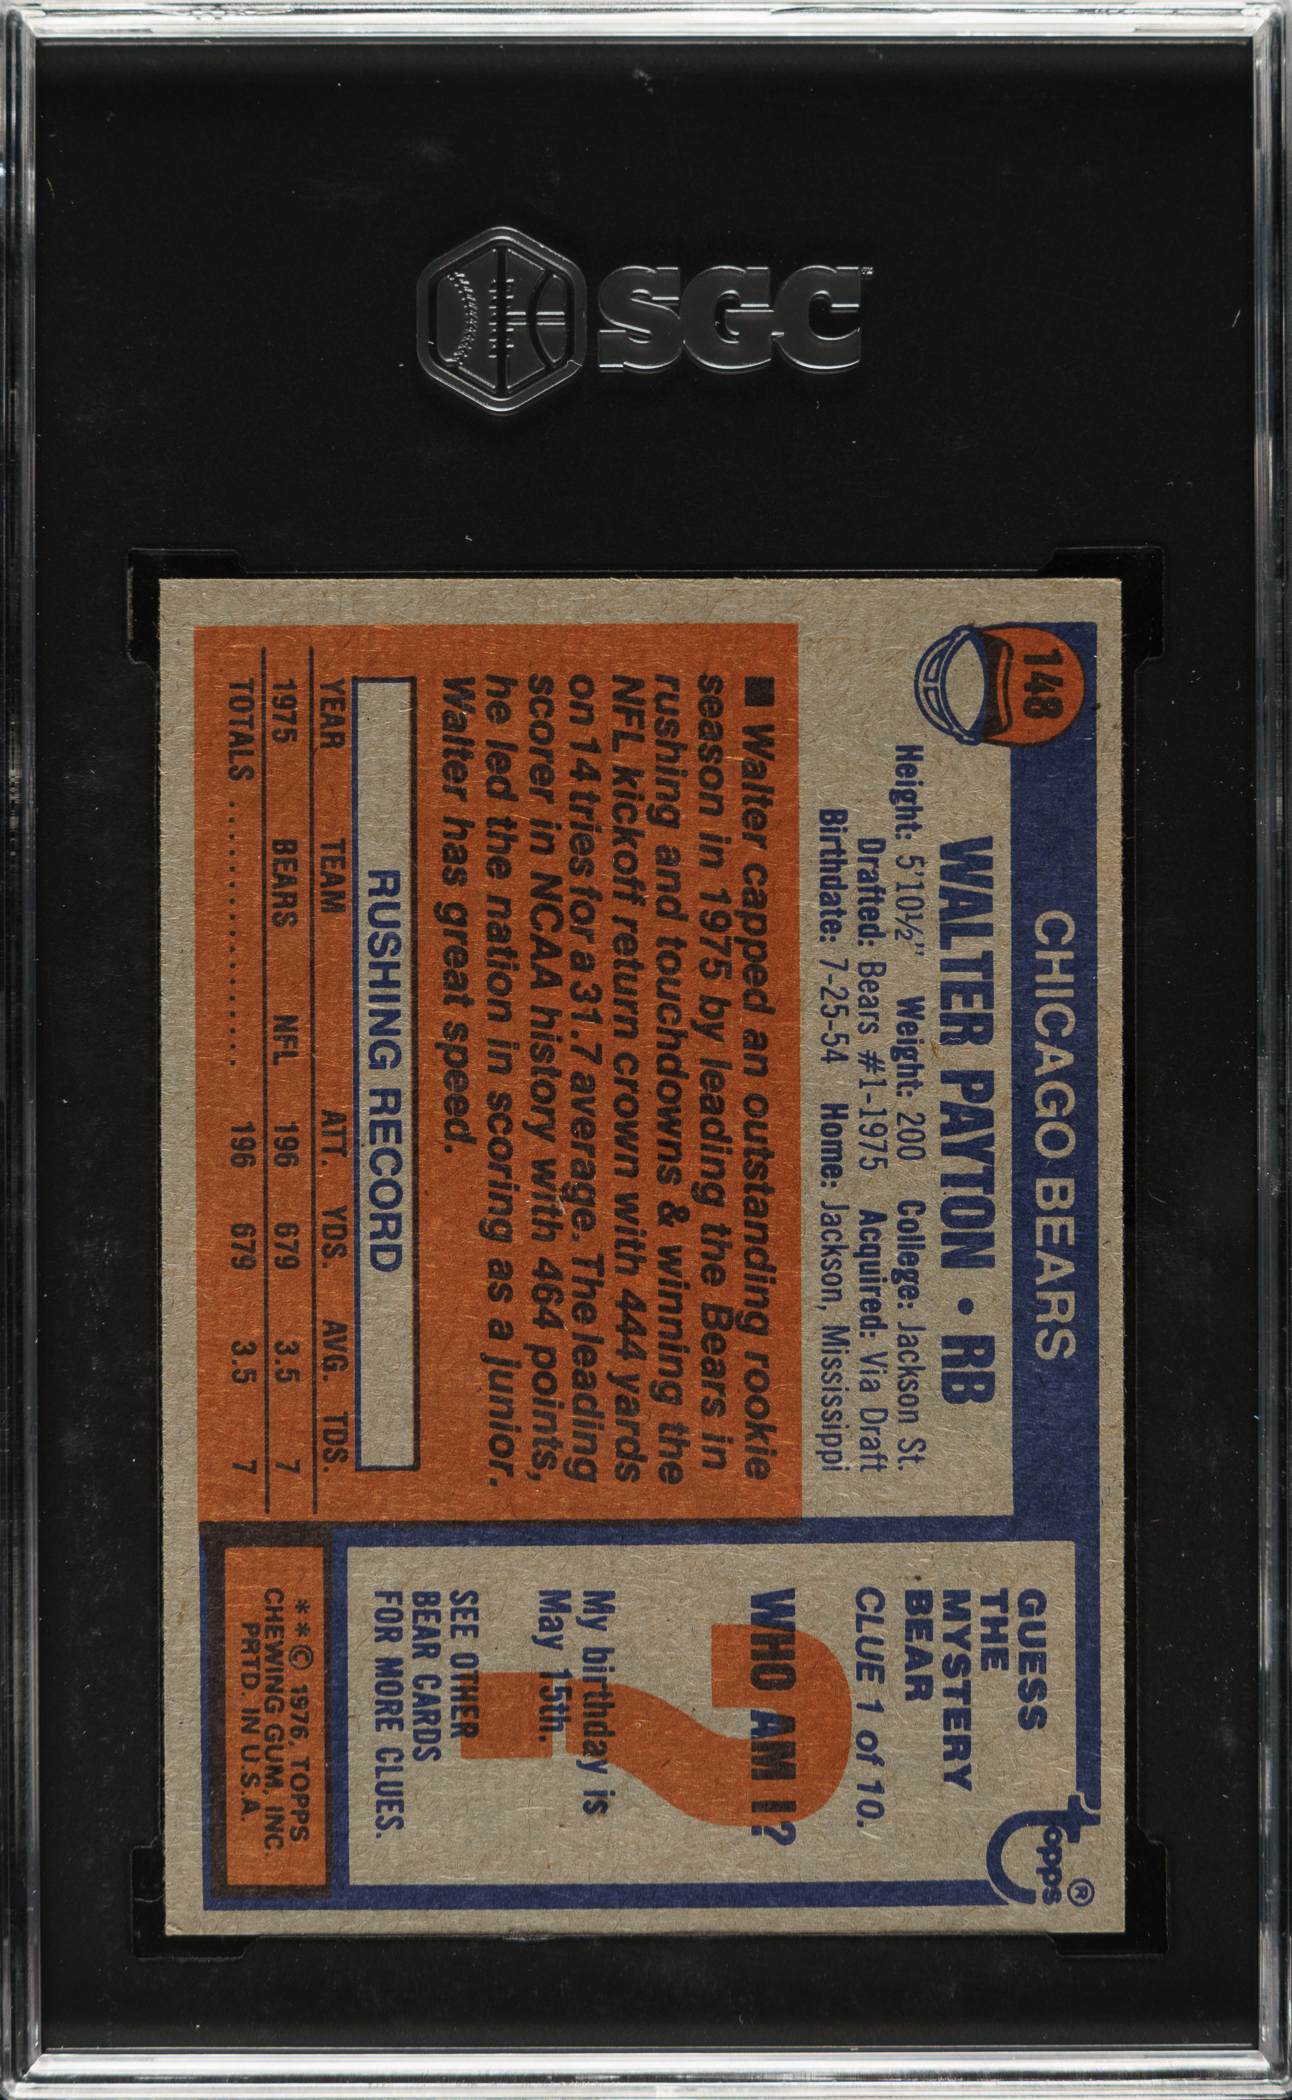 SGC
148
CHICAGO BEARS
WALTER PAYTON • RB
Height: 5'10½" Weight: 200 College: Jackson St.
Drafted: Bears #1-1975 Acquired: Via Draft
Birthdate: 7-25-54 Home: Jackson, Mississippi
■ Walter capped an outstanding rookie
season in 1975 by leading the Bears in
rushing and touchdowns & winning the
NFL kickoff return crown with 444 yards
on 14 tries for a 31.7 average. The leading
scorer in NCAA history with 464 points,
he led the nation in scoring as a junior.
Walter has great speed.
RUSHING RECORD
YEAR TEAM ATT. YDS. AVG. TDS.
1975 BEARS NFL 196 679 3.5 7
TOTALS .................... 196 679 3.5 7
topps®
GUESS
THE
MYSTERY
BEAR
CLUE 1 of 10.
WHO AM I?
My birthday is
May 15th.
SEE OTHER
BEAR CARDS
FOR MORE CLUES.
**© 1976, TOPPS
CHEWING GUM, INC.
PRTD. IN U.S.A.